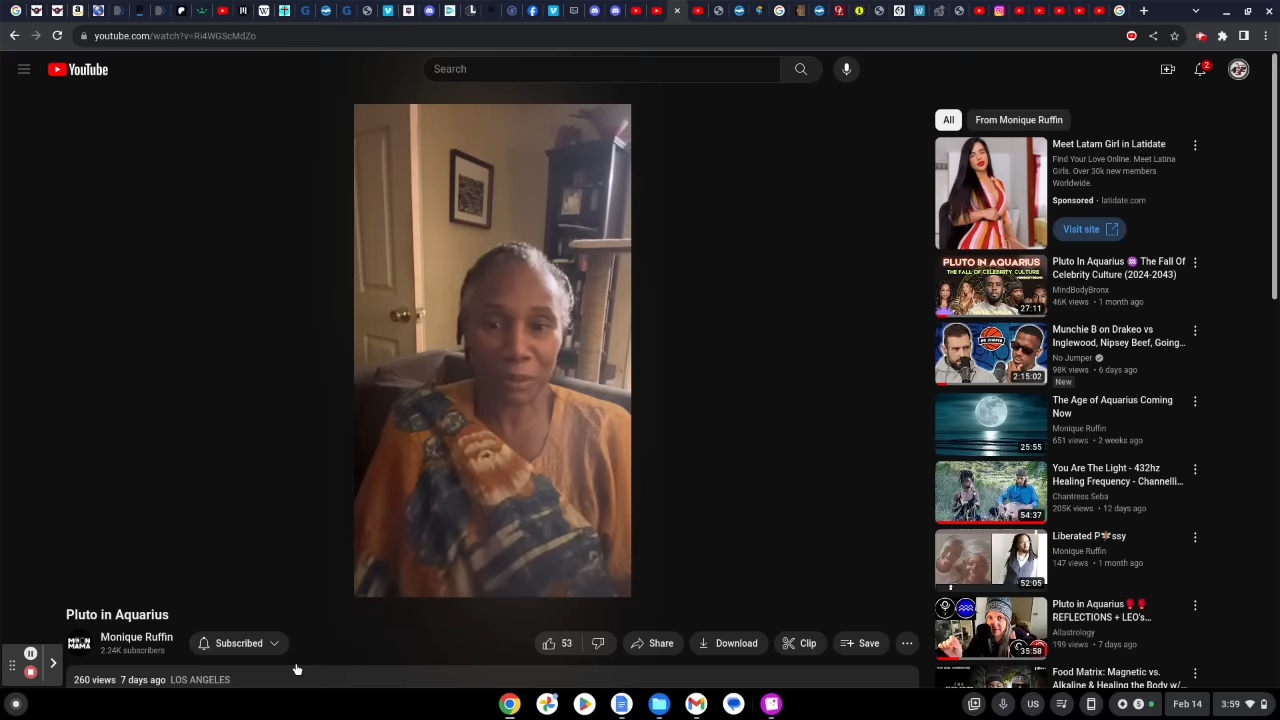 youtube.com/watch?v=Ri4WGScMdZo
YouTube
Search
2
All
From Monique Ruffin
Meet Latam Girl in Latidate
Find Your Love Online. Meet Latina
Girls. Over 30k new members
Worldwide.
Sponsored · latidate.com
Visit site
PLUTO IN AQUARIUS
THE FALL OF CELEBRITY CULTURE
27:11
Pluto In Aquarius ♒ The Fall Of
Celebrity Culture (2024-2043)
MindBodyBronx
46K views • 1 month ago
NO JUMPER
2:15:02
Munchie B on Drakeo vs
Inglewood, Nipsey Beef, Going...
No Jumper
98K views • 6 days ago
New
25:55
The Age of Aquarius Coming
Now
Monique Ruffin
651 views • 2 weeks ago
54:37
You Are The Light - 432hz
Healing Frequency - Channelli...
Chantress Seba
205K views • 12 days ago
52:05
Liberated P🧚ssy
Monique Ruffin
147 views • 1 month ago
35:58
Pluto in Aquarius🌹🌹
REFLECTIONS + LEO's...
Allastrology
199 views • 7 days ago
Food Matrix: Magnetic vs.
Alkaline & Healing the Body w/...
Pluto in Aquarius
MOON
MAMA
Monique Ruffin
2.24K subscribers
Subscribed
53
Share
Download
Clip
Save
260 views 7 days ago LOS ANGELES
US
5
Feb 14
3:59